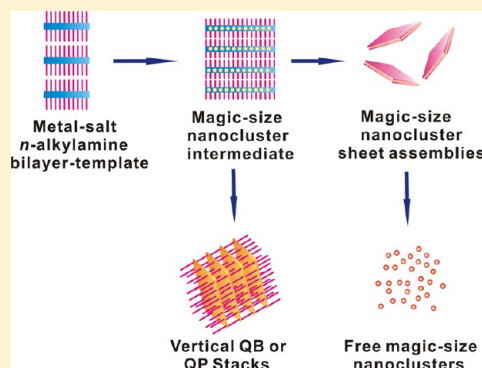 Metal-salt
n-alkylamine
bilayer-template
Magic-size
nanocluster
intermediate
Magic-size
nanocluster
sheet assemblies
Vertical QB or
QP Stacks
Free magic-size
nanoclusters